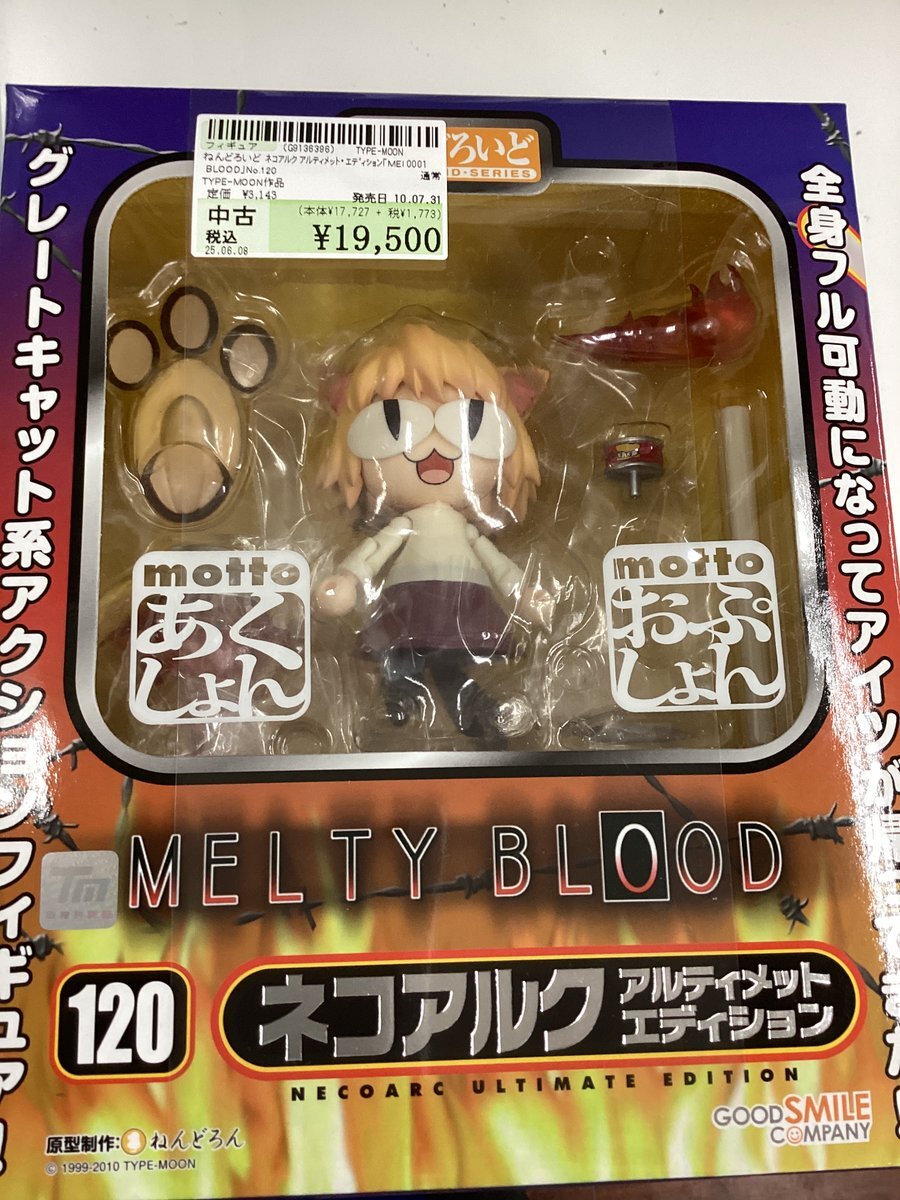 フィギュア (G9136396) TYPE-MOON
ねんどろいど ネコアルク アルティメット・エディション「MEI 0001
BLOOD」No.120 通常
TYPE-MOON作品
定価 ¥3,143 発売日 10.07.31
中古 (本体¥17,727 + 税¥1,773)
税込 ¥19,500
25.06.08
ろいど
SERIES
グレートキャット系アクションフィギュア!
全身フル可動になってアイツが
motto
あくしょん
motto
おぷしょん
MELTY BLOOD
TM
120
ネコアルク アルティメット
エディション
NECOARC ULTIMATE EDITION
GOOD SMILE
COMPANY
原型制作:ねんどろん
© 1999-2010 TYPE-MOON